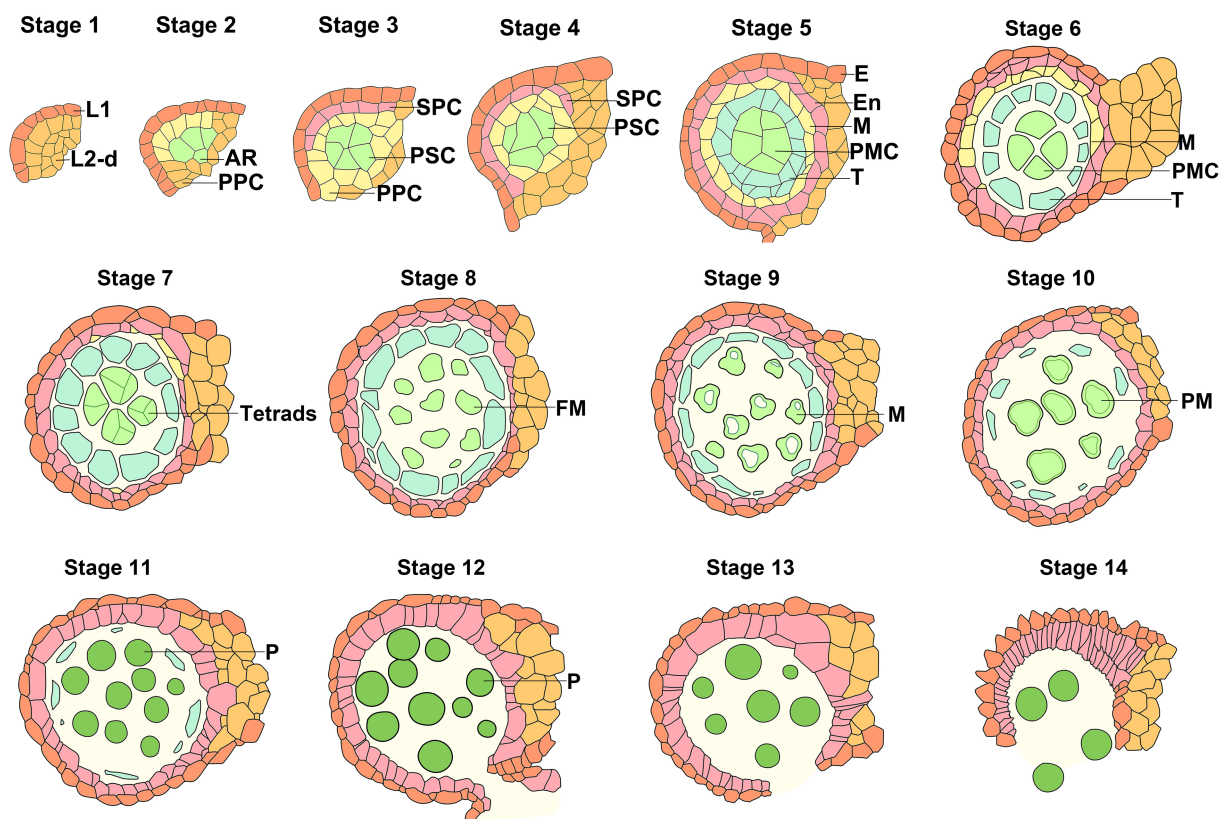 Stage 1
Stage 2
Stage 3
Stage 4
Stage 5
Stage 6
L1
L2-d
AR
PPC
SPC
PSC
PPC
SPC
PSC
E
En
M
PMC
T
M
PMC
T
Stage 7
Stage 8
Stage 9
Stage 10
Tetrads
FM
M
PM
Stage 11
Stage 12
Stage 13
Stage 14
P
P